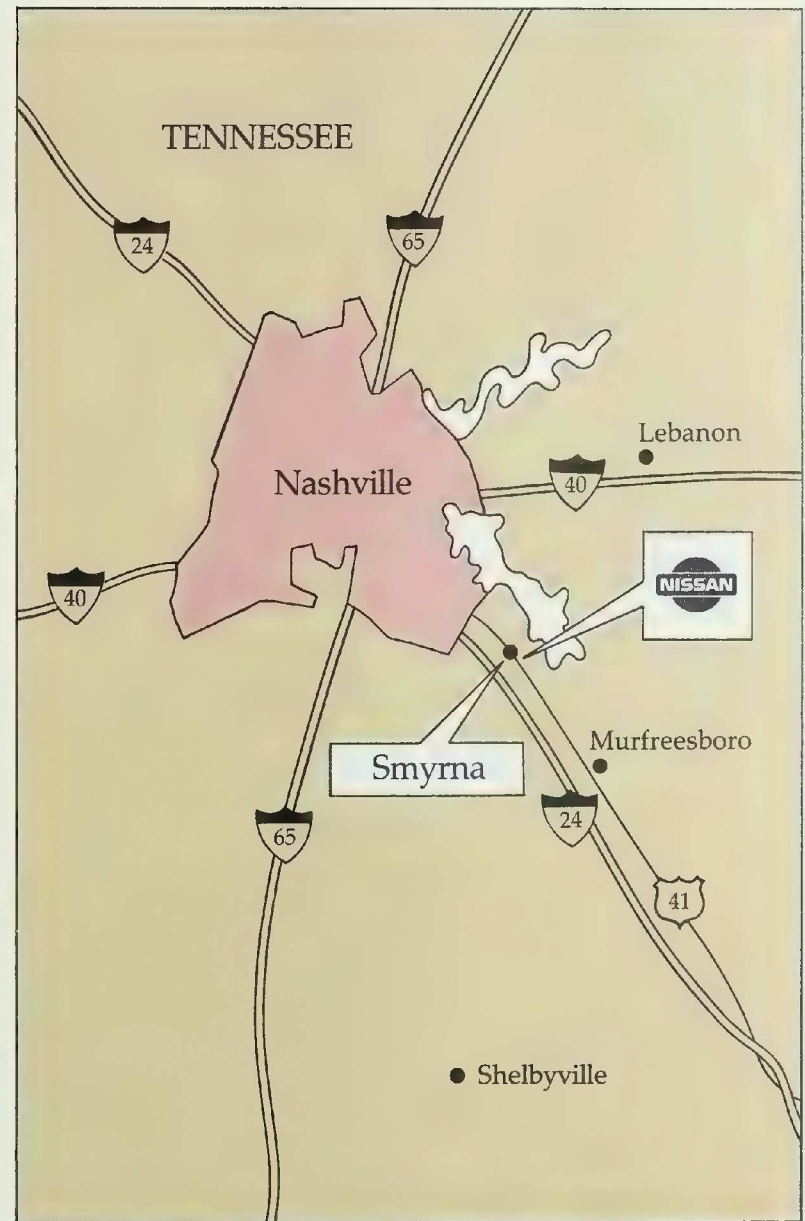 TENNESSEE
24
65
Lebanon
Nashville
40
NISSAN
40
Murfreesboro
Smyrna
24
65
41
Shelbyville